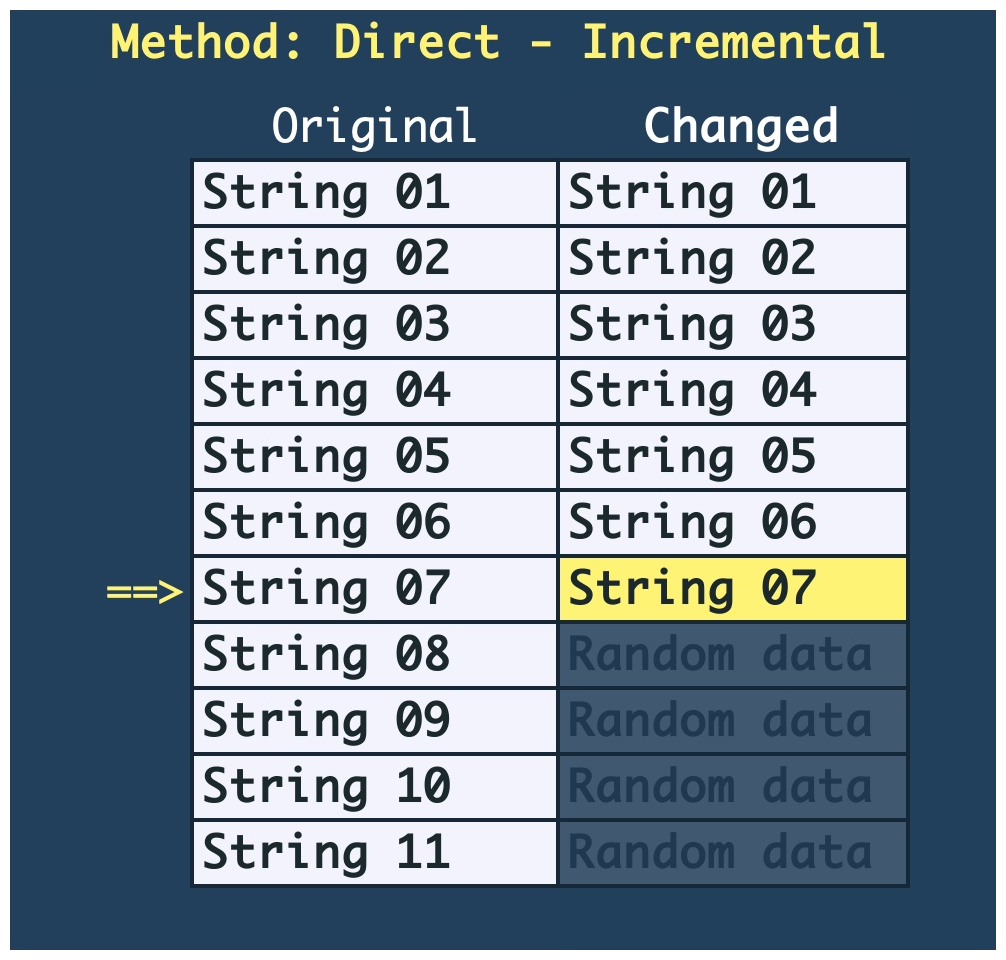 Method: Direct - Incremental
Original Changed
String 01 String 01
String 02 String 02
String 03 String 03
String 04 String 04
String 05 String 05
String 06 String 06
==> String 07 String 07
String 08 Random data
String 09 Random data
String 10 Random data
String 11 Random data